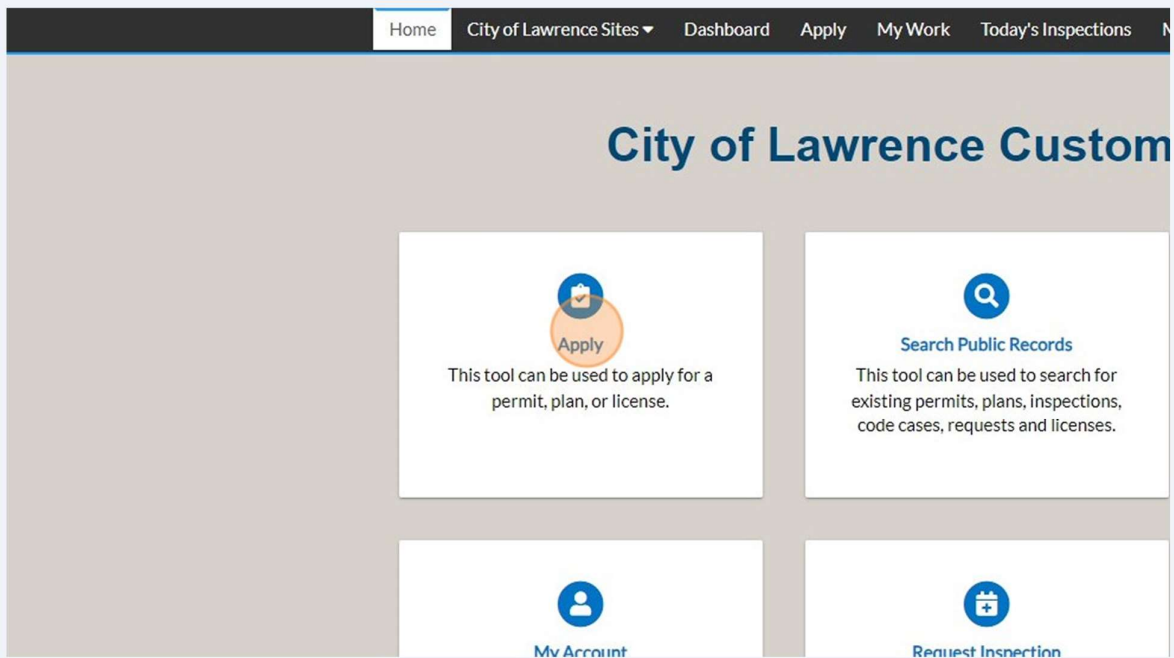 Home City of Lawrence Sites Dashboard Apply My Work Today's Inspections
City of Lawrence Custom
Apply
This tool can be used to apply for a
permit, plan, or license.
Search Public Records
This tool can be used to search for
existing permits, plans, inspections,
code cases, requests and licenses.
My Account
Request Inspection